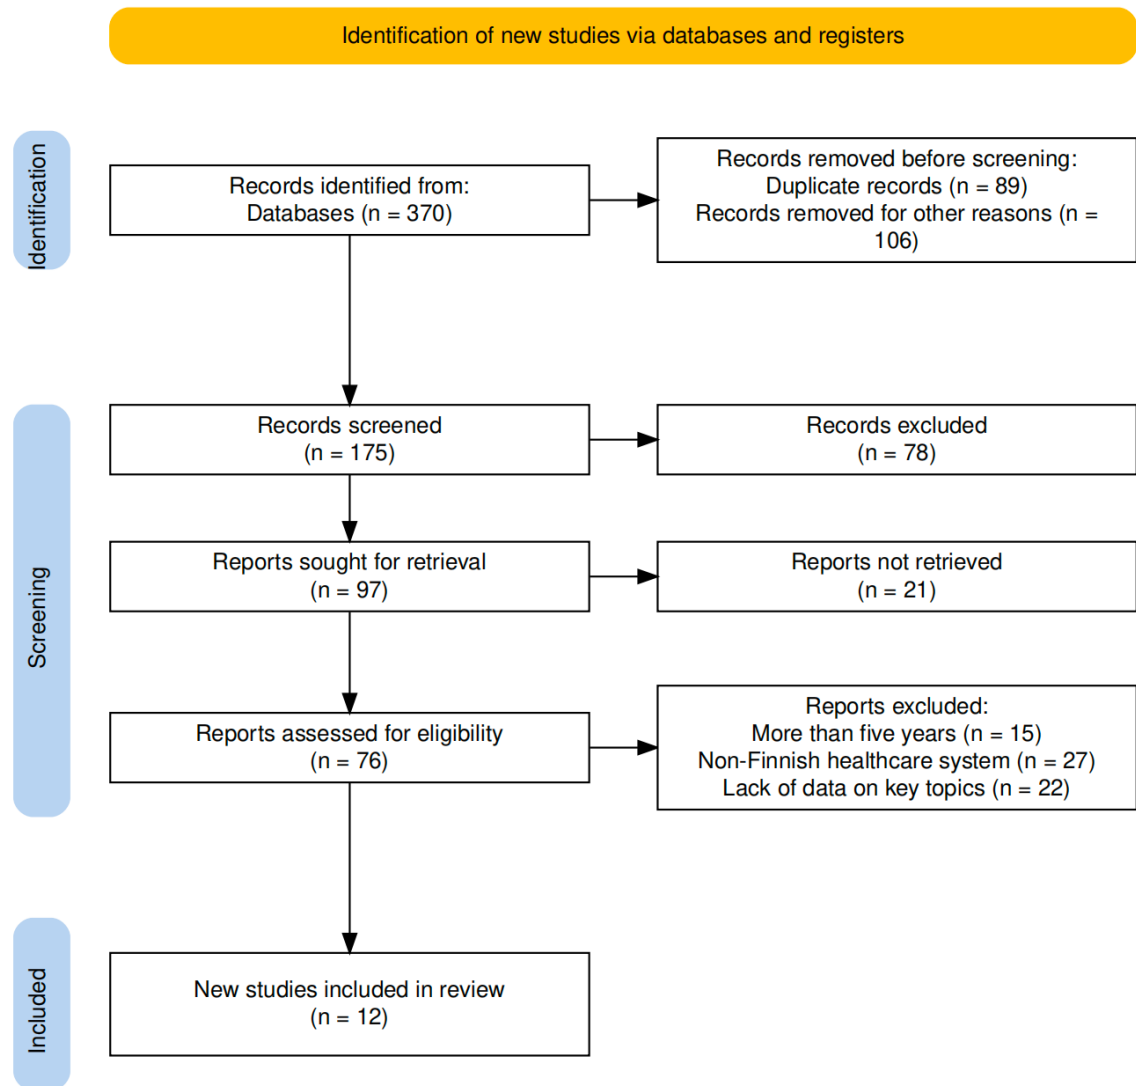 Identification of new studies via databases and registers
Identification
Records identified from:
Databases (n = 370)
Records removed before screening:
Duplicate records (n = 89)
Records removed for other reasons (n =
106)
Screening
Records screened
(n = 175)
Records excluded
(n = 78)
Reports sought for retrieval
(n = 97)
Reports not retrieved
(n = 21)
Reports assessed for eligibility
(n = 76)
Reports excluded:
More than five years (n = 15)
Non-Finnish healthcare system (n = 27)
Lack of data on key topics (n = 22)
Included
New studies included in review
(n = 12)